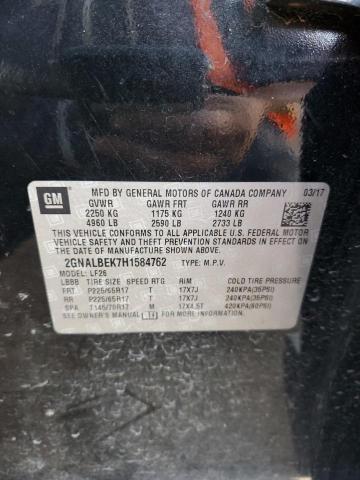 GM
MFD BY GENERAL MOTORS OF CANADA COMPANY 03/17
GVWR GAWR FRT GAWR RR
2250 KG 1175 KG 1240 KG
4960 LB 2590 LB 2733 LB
THIS VEHICLE CONFORMS TO ALL APPLICABLE U.S. FEDERAL MOTOR
VEHICLE SAFETY AND THEFT PREVENTION STANDARDS IN
EFFECT ON THE DATE OF MANUFACTURE SHOWN ABOVE.
2GNALBEK7H1584762 TYPE: M.P.V.
MODEL: LF26
LBBB TIRE SIZE SPEED RTG RIM COLD TIRE PRESSURE
FRT P225/65R17 T 17X7J 240KPA(35PSI)
RR P225/65R17 T 17X7J 240KPA(35PSI)
SPA T145/70R17 M 17X4.5T 420KPA(60PSI)
SEE OWNER'S MANUAL FOR MORE INFORMATION.